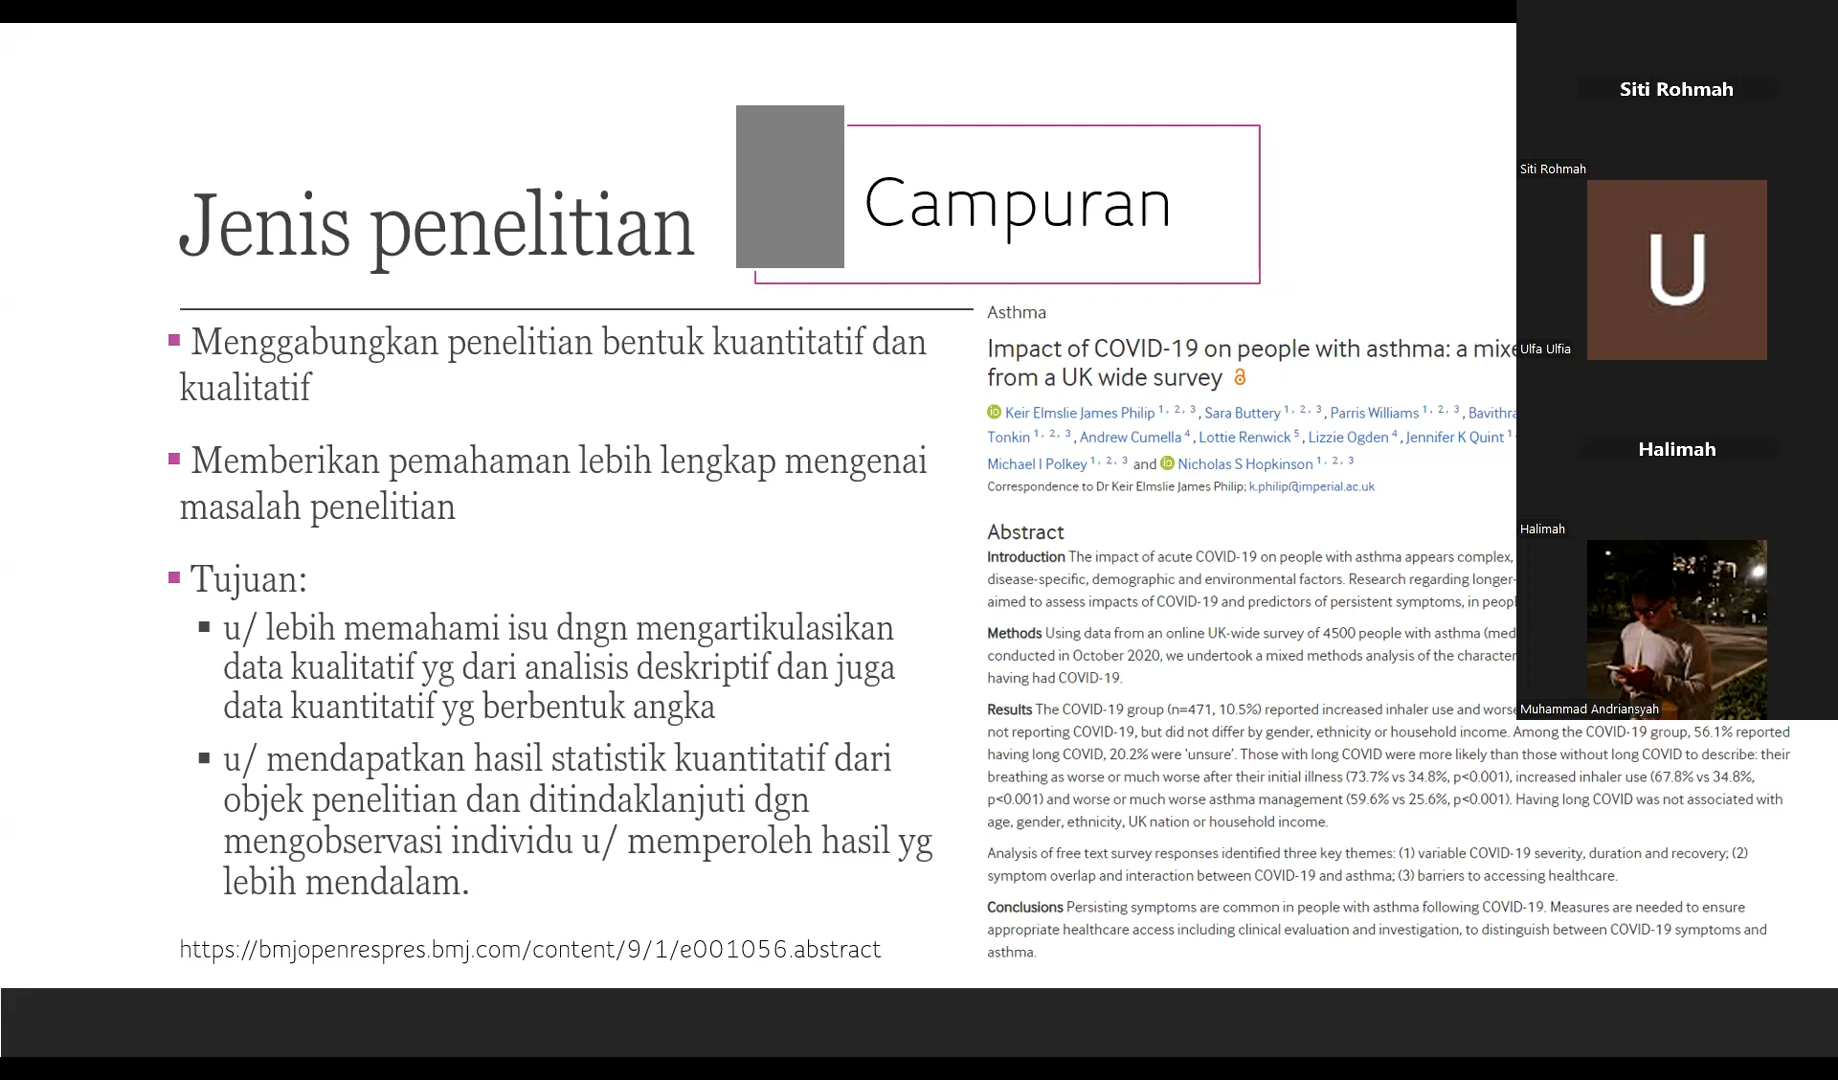 Jenis penelitian
Campuran
▪ Menggabungkan penelitian bentuk kuantitatif dan
kualitatif
▪ Memberikan pemahaman lebih lengkap mengenai
masalah penelitian
▪ Tujuan:
▪ u/ lebih memahami isu dngn mengartikulasikan
data kualitatif yg dari analisis deskriptif dan juga
data kuantitatif yg berbentuk angka
▪ u/ mendapatkan hasil statistik kuantitatif dari
objek penelitian dan ditindaklanjuti dgn
mengobservasi individu u/ memperoleh hasil yg
lebih mendalam.
https://bmjopenrespres.bmj.com/content/9/1/e001056.abstract
Asthma
Impact of COVID-19 on people with asthma: a mixe
from a UK wide survey
iD Keir Elmslie James Philip 1, 2, 3, Sara Buttery 1, 2, 3, Parris Williams 1, 2, 3, Bavithra
Tonkin 1, 2, 3, Andrew Cumella 4, Lottie Renwick 5, Lizzie Ogden 4, Jennifer K Quint 1
Michael I Polkey 1, 2, 3 and iD Nicholas S Hopkinson 1, 2, 3
Correspondence to Dr Keir Elmslie James Philip; k.philip@imperial.ac.uk
Abstract
Introduction The impact of acute COVID-19 on people with asthma appears complex,
disease-specific, demographic and environmental factors. Research regarding longer-
aimed to assess impacts of COVID-19 and predictors of persistent symptoms, in peopl
Methods Using data from an online UK-wide survey of 4500 people with asthma (med
conducted in October 2020, we undertook a mixed methods analysis of the character
having had COVID-19.
Results The COVID-19 group (n=471, 10.5%) reported increased inhaler use and worse
not reporting COVID-19, but did not differ by gender, ethnicity or household income. Among the COVID-19 group, 56.1% reported
having long COVID, 20.2% were 'unsure'. Those with long COVID were more likely than those without long COVID to describe: their
breathing as worse or much worse after their initial illness (73.7% vs 34.8%, p<0.001), increased inhaler use (67.8% vs 34.8%,
p<0.001) and worse or much worse asthma management (59.6% vs 25.6%, p<0.001). Having long COVID was not associated with
age, gender, ethnicity, UK nation or household income.
Analysis of free text survey responses identified three key themes: (1) variable COVID-19 severity, duration and recovery; (2)
symptom overlap and interaction between COVID-19 and asthma; (3) barriers to accessing healthcare.
Conclusions Persisting symptoms are common in people with asthma following COVID-19. Measures are needed to ensure
appropriate healthcare access including clinical evaluation and investigation, to distinguish between COVID-19 symptoms and
asthma.
Siti Rohmah
Siti Rohmah
U
Ulfa Ulfia
Halimah
Halimah
Muhammad Andriansyah